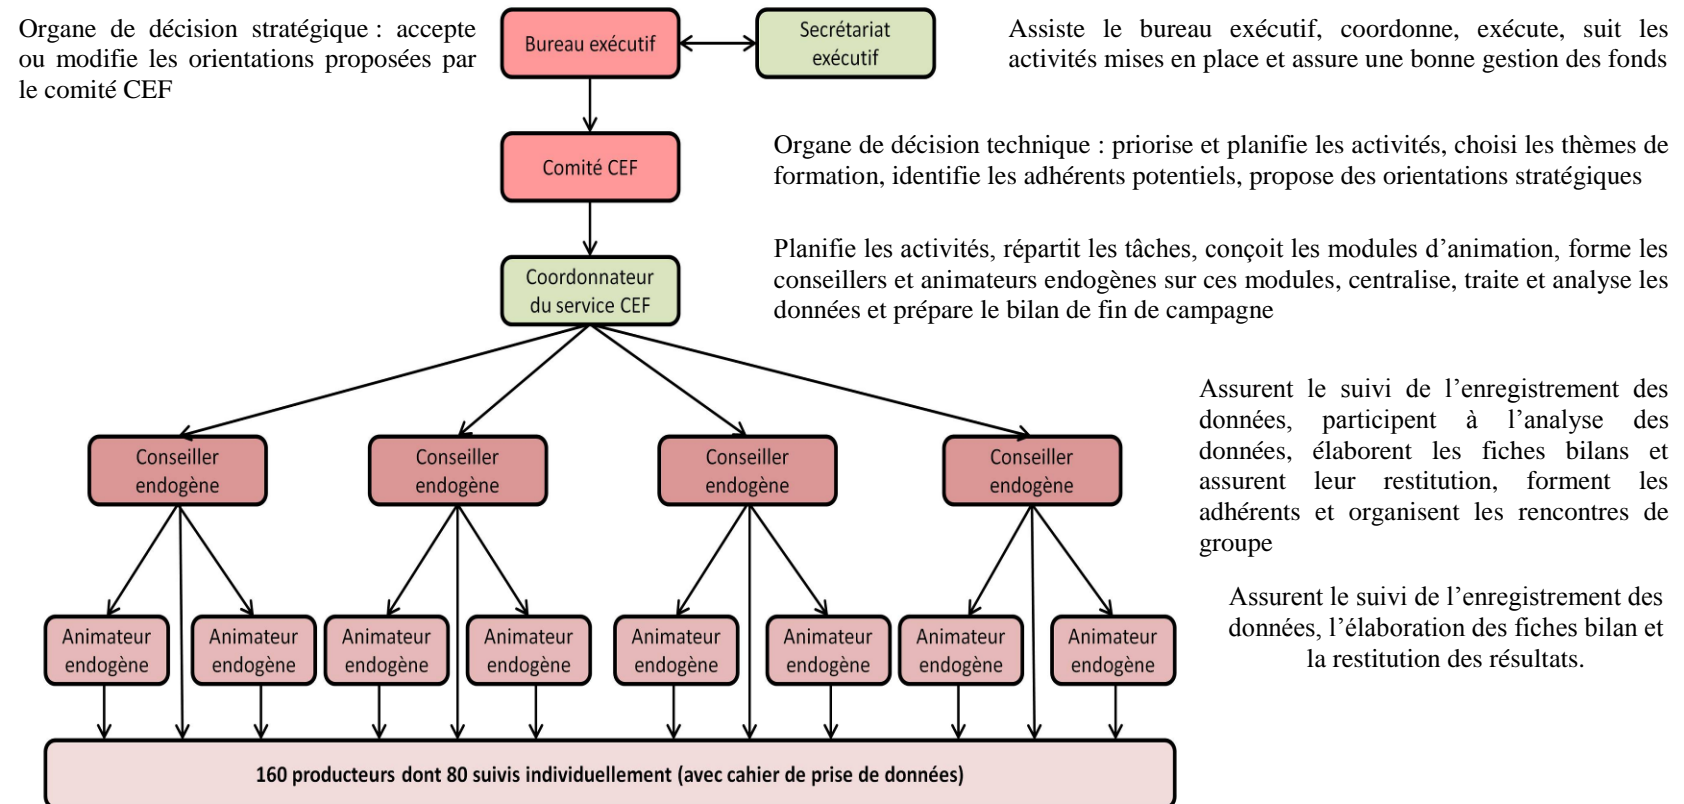 Organe de décision stratégique : accepte
ou modifie les orientations proposées par
le comité CEF
Bureau exécutif
Secrétariat
exécutif
Assiste le bureau exécutif, coordonne, exécute, suit les
activités mises en place et assure une bonne gestion des fonds
Comité CEF
Organe de décision technique : priorise et planifie les activités, choisi les thèmes de
formation, identifie les adhérents potentiels, propose des orientations stratégiques
Coordonnateur
du service CEF
Planifie les activités, répartit les tâches, conçoit les modules d’animation, forme les
conseillers et animateurs endogènes sur ces modules, centralise, traite et analyse les
données et prépare le bilan de fin de campagne
Conseiller
endogène
Conseiller
endogène
Conseiller
endogène
Conseiller
endogène
Assurent le suivi de l’enregistrement des
données, participent à l’analyse des
données, élaborent les fiches bilans et
assurent leur restitution, forment les
adhérents et organisent les rencontres de
groupe
Animateur
endogène
Animateur
endogène
Animateur
endogène
Animateur
endogène
Animateur
endogène
Animateur
endogène
Animateur
endogène
Animateur
endogène
Assurent le suivi de l’enregistrement des
données, l’élaboration des fiches bilan et
la restitution des résultats.
160 producteurs dont 80 suivis individuellement (avec cahier de prise de données)